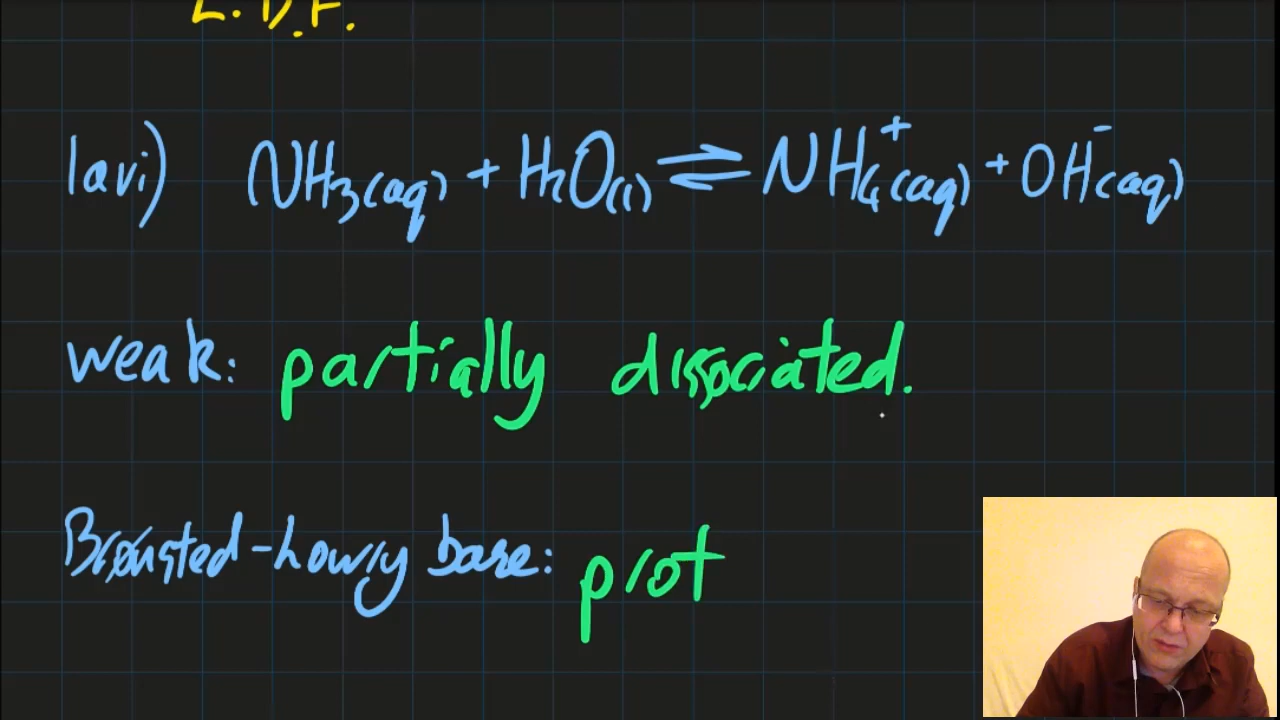 L.D.F.
1avi) NH₃(aq) + H₂O(l) ⇌ NH₄⁺(aq) + OH⁻(aq)
weak: partially dissociated.
Brønsted-Lowry base: prot